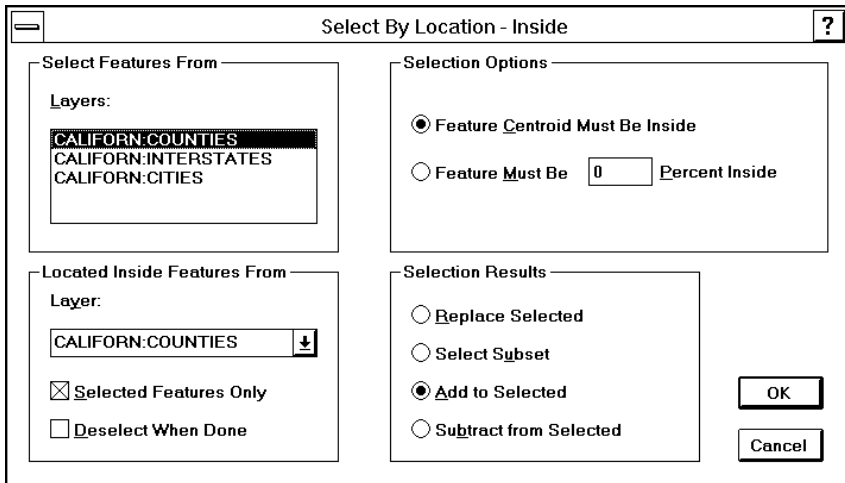 Select By Location - Inside
?
Select Features From
Layers:
CALIFORN:COUNTIES
CALIFORN:INTERSTATES
CALIFORN:CITIES
Selection Options
Feature Centroid Must Be Inside
Feature Must Be 0 Percent Inside
Located Inside Features From
Layer:
CALIFORN:COUNTIES
Selected Features Only
Deselect When Done
Selection Results
Replace Selected
Select Subset
Add to Selected
Subtract from Selected
OK
Cancel